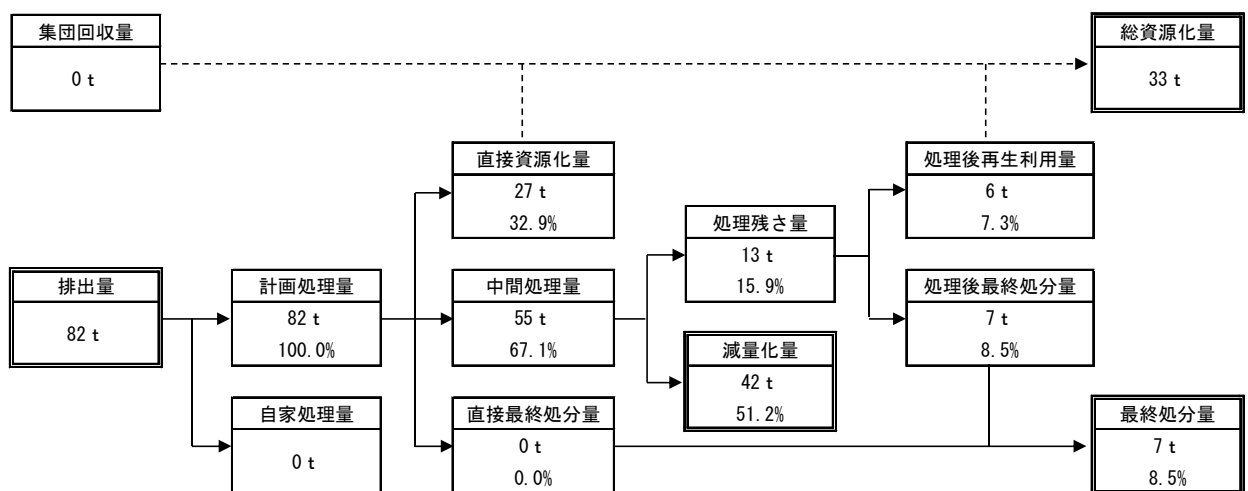 集団回収量
0 t
総資源化量
33 t
直接資源化量
27 t
32.9%
処理後再生利用量
6 t
7.3%
処理残さ量
13 t
15.9%
排出量
82 t
計画処理量
82 t
100.0%
中間処理量
55 t
67.1%
処理後最終処分量
7 t
8.5%
減量化量
42 t
51.2%
自家処理量
0 t
直接最終処分量
0 t
0.0%
最終処分量
7 t
8.5%